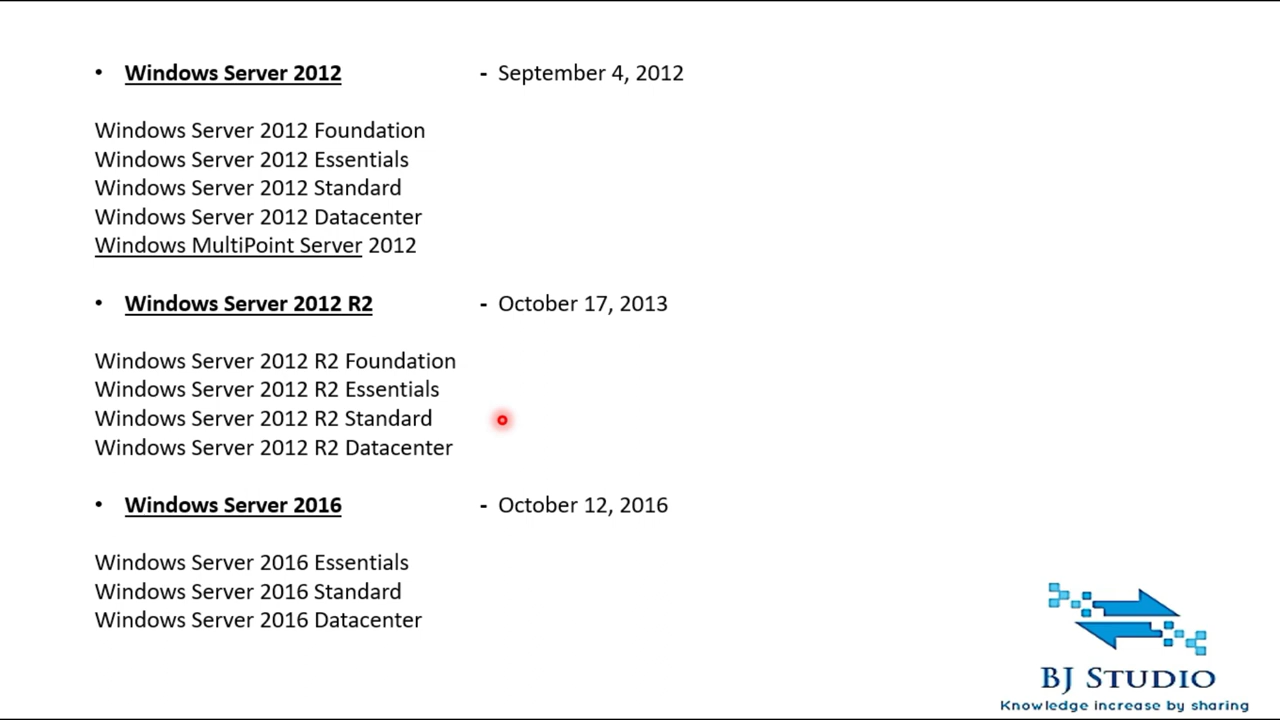 • Windows Server 2012 - September 4, 2012
Windows Server 2012 Foundation
Windows Server 2012 Essentials
Windows Server 2012 Standard
Windows Server 2012 Datacenter
Windows MultiPoint Server 2012
• Windows Server 2012 R2 - October 17, 2013
Windows Server 2012 R2 Foundation
Windows Server 2012 R2 Essentials
Windows Server 2012 R2 Standard
Windows Server 2012 R2 Datacenter
• Windows Server 2016 - October 12, 2016
Windows Server 2016 Essentials
Windows Server 2016 Standard
Windows Server 2016 Datacenter
BJ STUDIO
Knowledge increase by sharing